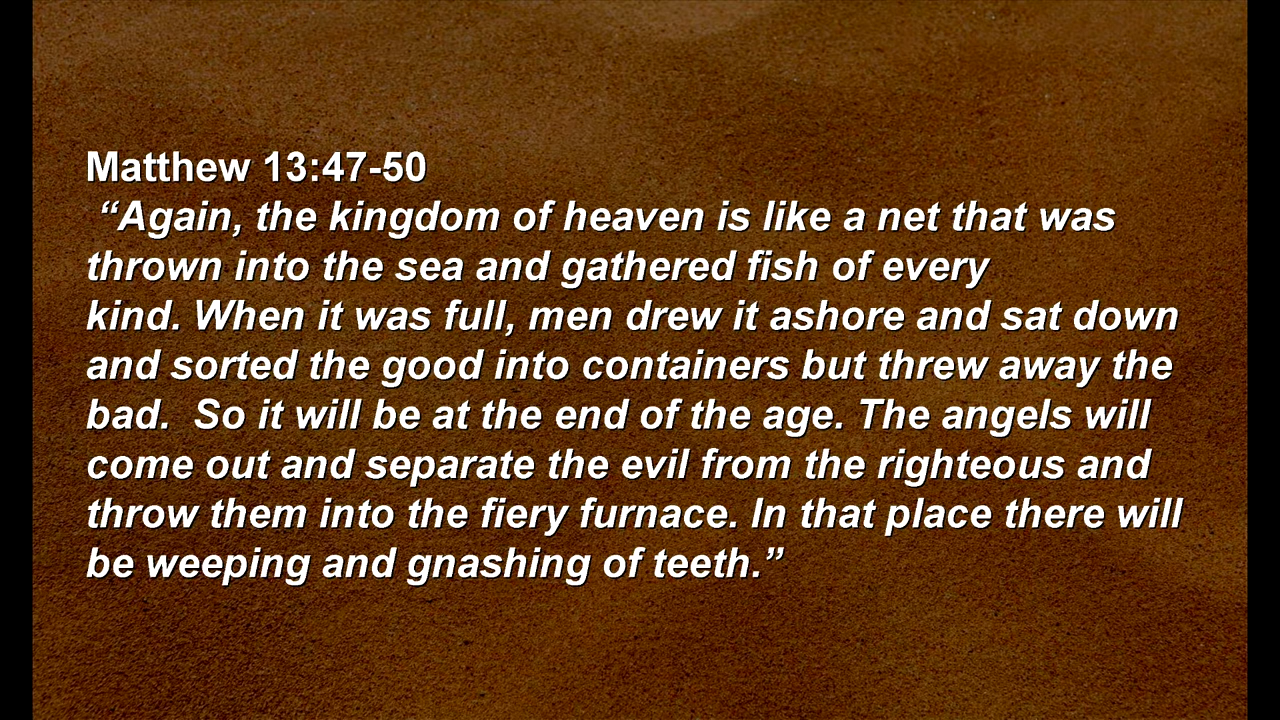 Matthew 13:47-50
“Again, the kingdom of heaven is like a net that was
thrown into the sea and gathered fish of every
kind. When it was full, men drew it ashore and sat down
and sorted the good into containers but threw away the
bad.  So it will be at the end of the age. The angels will
come out and separate the evil from the righteous and
throw them into the fiery furnace. In that place there will
be weeping and gnashing of teeth.”